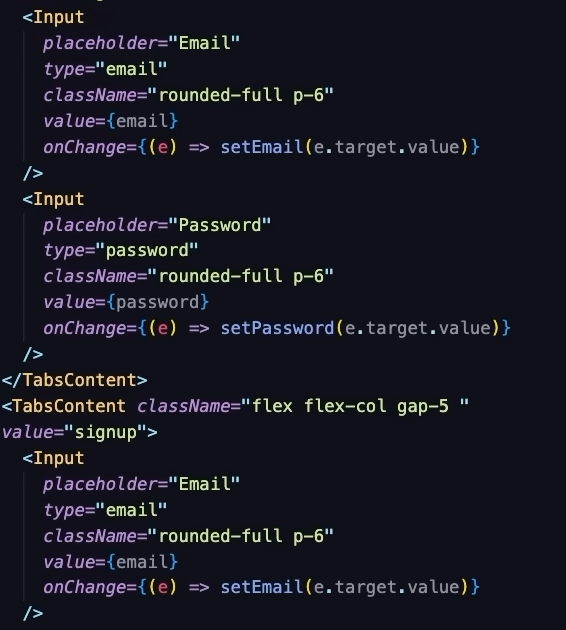 <Input
placeholder="Email"
type="email"
className="rounded-full p-6"
value={email}
onChange={(e) => setEmail(e.target.value)}
/>
<Input
placeholder="Password"
type="password"
className="rounded-full p-6"
value={password}
onChange={(e) => setPassword(e.target.value)}
/>
</TabsContent>
<TabsContent className="flex flex-col gap-5 "
value="signup">
<Input
placeholder="Email"
type="email"
className="rounded-full p-6"
value={email}
onChange={(e) => setEmail(e.target.value)}
/>